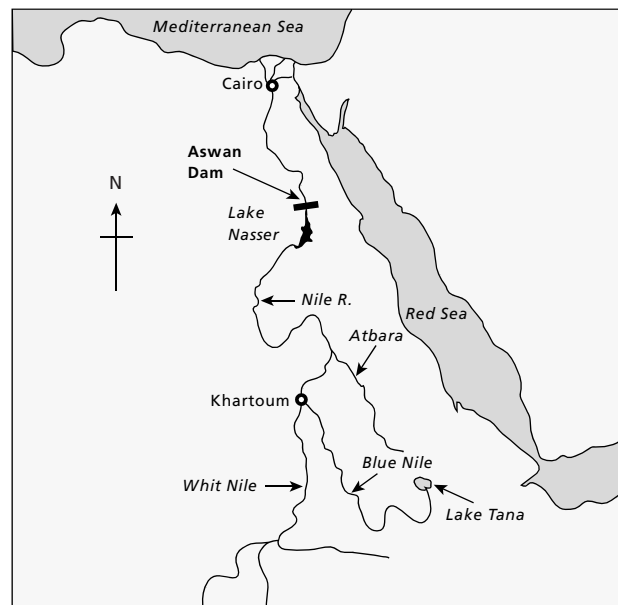 Mediterranean Sea
Cairo
Aswan
Dam
N
Lake
Nasser
Nile R.
Red Sea
Atbara
Khartoum
Blue Nile
Whit Nile
Lake Tana